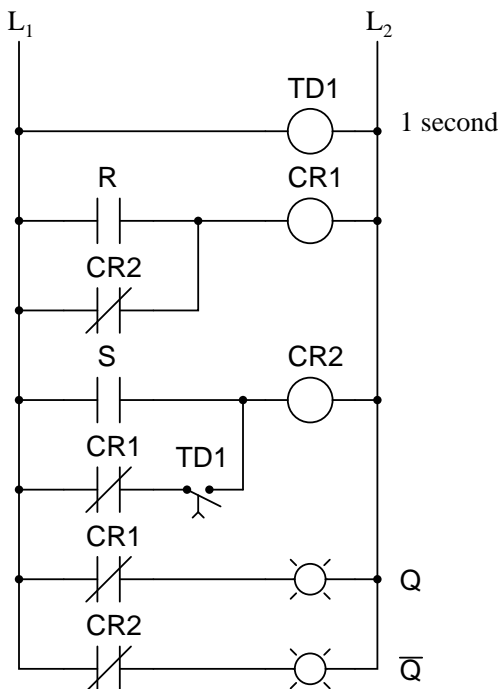 L₁ L₂
TD1
1 second
R CR1
CR2
S CR2
CR1 TD1
CR1
Q
CR2
Q̅